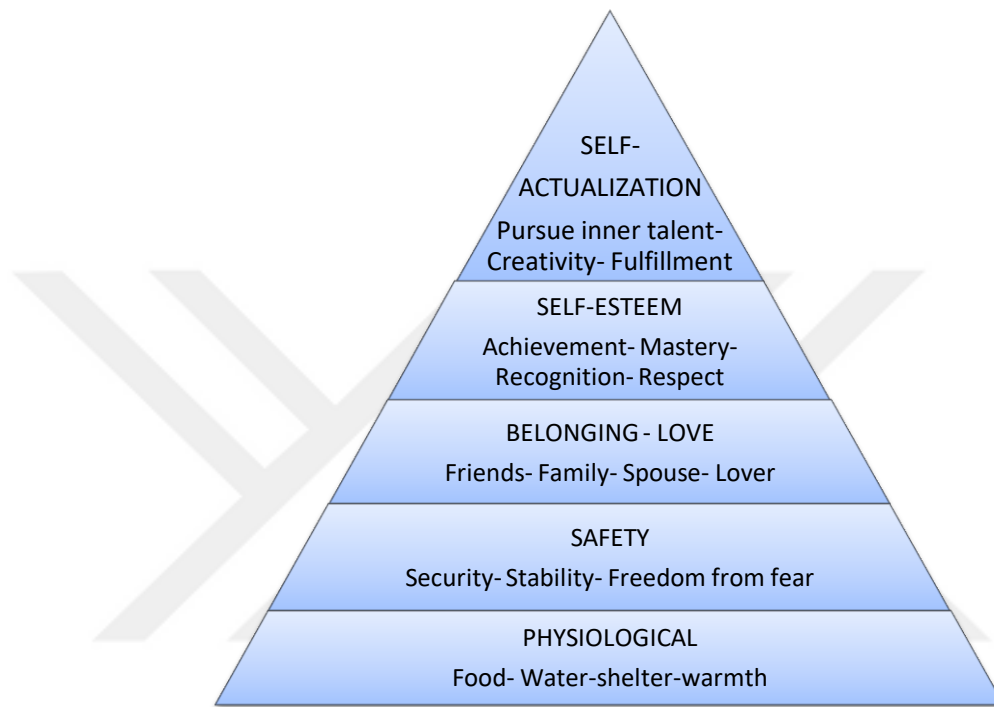 SELF-
ACTUALIZATION
Pursue inner talent-
Creativity- Fulfillment
SELF-ESTEEM
Achievement- Mastery-
Recognition- Respect
BELONGING - LOVE
Friends- Family- Spouse- Lover
SAFETY
Security- Stability- Freedom from fear
PHYSIOLOGICAL
Food- Water-shelter-warmth